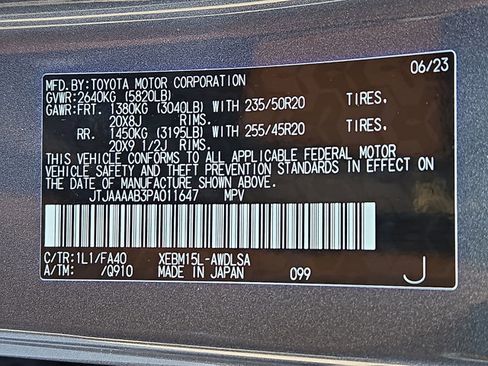 06/23
MFD.BY:TOYOTA MOTOR CORPORATION
GVWR:2640KG (5820LB)
GAWR:FRT. 1380KG (3040LB) WITH 235/50R20 TIRES,
20X8J RIMS.
RR. 1450KG (3195LB) WITH 255/45R20 TIRES,
20X9 1/2J RIMS.
THIS VEHICLE CONFORMS TO ALL APPLICABLE FEDERAL MOTOR
VEHICLE SAFETY AND THEFT PREVENTION STANDARDS IN EFFECT ON
THE DATE OF MANUFACTURE SHOWN ABOVE.
JTJAAAAB3PA011647 MPV
C/TR:1L1/FA40 XEBM15L-AWDLSA
A/TM: /Q910 MADE IN JAPAN 099 J